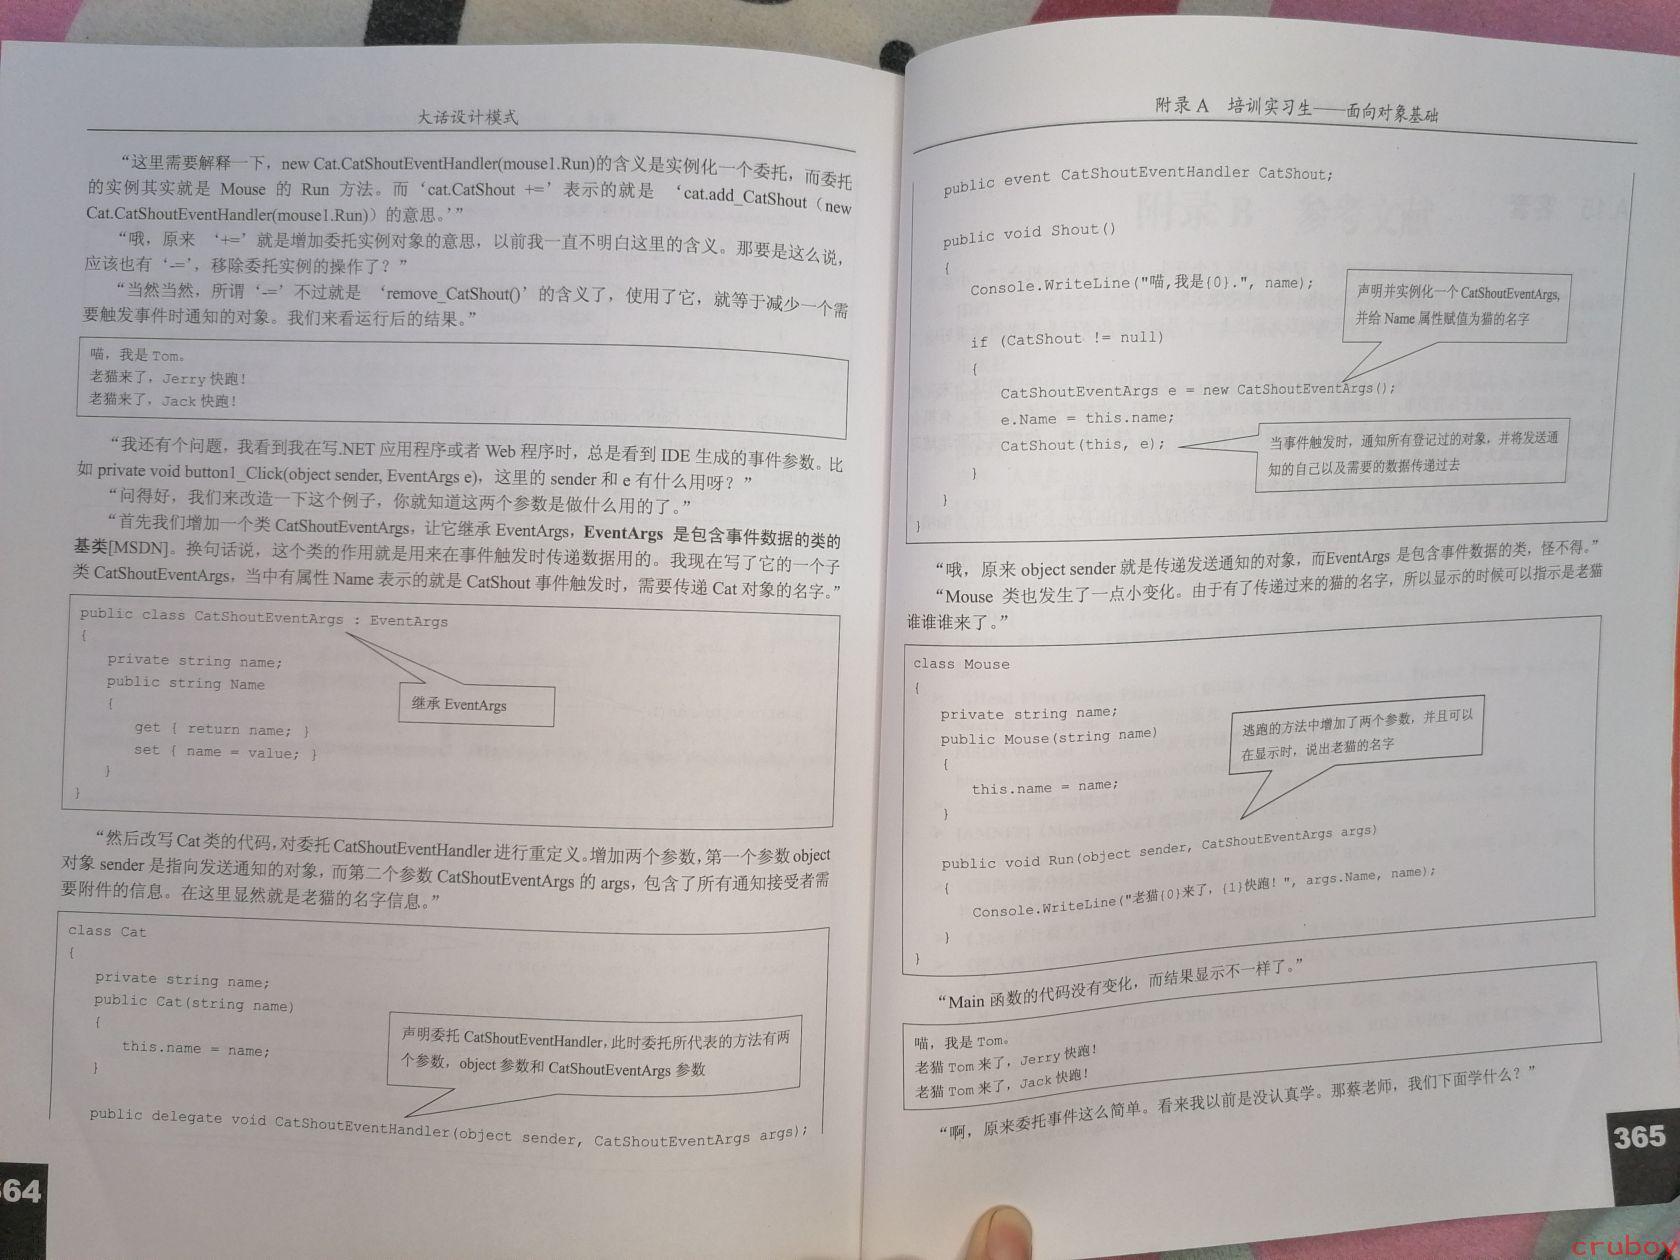 大话设计模式
“这里需要解释一下，new Cat.CatShoutEventHandler(mouse1.Run)的含义是实例化一个委托，而委托
的实例其实就是 Mouse 的 Run 方法。而‘cat.CatShout +=’表示的就是 ‘cat.add_CatShout（new
Cat.CatShoutEventHandler(mouse1.Run)）的意思。’”
“哦，原来 ‘+=’就是增加委托实例对象的意思，以前我一直不明白这里的含义。那要是这么说，
应该也有‘-=’，移除委托实例的操作了？”
“当然当然，所谓‘-=’不过就是 ‘remove_CatShout()’的含义了，使用了它，就等于减少一个需
要触发事件时通知的对象。我们来看运行后的结果。”
喵，我是 Tom。
老猫来了，Jerry 快跑！
老猫来了，Jack 快跑！
“我还有个问题，我看到我在写.NET 应用程序或者 Web 程序时，总是看到 IDE 生成的事件参数。比
如 private void button1_Click(object sender, EventArgs e)，这里的 sender 和 e 有什么用呀？”
“问得好，我们来改造一下这个例子，你就知道这两个参数是做什么用的了。”
“首先我们增加一个类 CatShoutEventArgs，让它继承 EventArgs，EventArgs 是包含事件数据的类的
基类[MSDN]。换句话说，这个类的作用就是用来在事件触发时传递数据用的。我现在写了它的一个子
类 CatShoutEventArgs，当中有属性 Name 表示的就是 CatShout 事件触发时，需要传递 Cat 对象的名字。”
public class CatShoutEventArgs : EventArgs
{
private string name;
public string Name
{
get { return name; }
set { name = value; }
}
}
继承 EventArgs
“然后改写 Cat 类的代码，对委托 CatShoutEventHandler 进行重定义。增加两个参数，第一个参数 object
对象 sender 是指向发送通知的对象，而第二个参数 CatShoutEventArgs 的 args，包含了所有通知接受者需
要附件的信息。在这里显然就是老猫的名字信息。”
class Cat
{
private string name;
public Cat(string name)
{
this.name = name;
}
声明委托 CatShoutEventHandler，此时委托所代表的方法有两
个参数，object 参数和 CatShoutEventArgs 参数
public delegate void CatShoutEventHandler(object sender, CatShoutEventArgs args);
64
附录 A 培训实习生——面向对象基础
public event CatShoutEventHandler CatShout;
public void Shout()
{
Console.WriteLine("喵,我是{0}.", name);
if (CatShout != null)
{
CatShoutEventArgs e = new CatShoutEventArgs();
e.Name = this.name;
CatShout(this, e);
}
}
}
声明并实例化一个 CatShoutEventArgs,
并给 Name 属性赋值为猫的名字
当事件触发时，通知所有登记过的对象，并将发送通
知的自己以及需要的数据传递过去
“哦，原来 object sender 就是传递发送通知的对象，而EventArgs 是包含事件数据的类，怪不得。”
“Mouse 类也发生了一点小变化。由于有了传递过来的猫的名字，所以显示的时候可以指示是老猫
谁谁谁来了。”
class Mouse
{
private string name;
public Mouse(string name)
{
this.name = name;
}
逃跑的方法中增加了两个参数，并且可以
在显示时，说出老猫的名字
public void Run(object sender, CatShoutEventArgs args)
{
Console.WriteLine("老猫{0}来了，{1}快跑！", args.Name, name);
}
}
“Main 函数的代码没有变化，而结果显示不一样了。”
喵，我是 Tom。
老猫 Tom 来了，Jerry 快跑！
老猫 Tom 来了，Jack 快跑！
“啊，原来委托事件这么简单。看来我以前是没认真学。那蔡老师，我们下面学什么？”
365
crubox